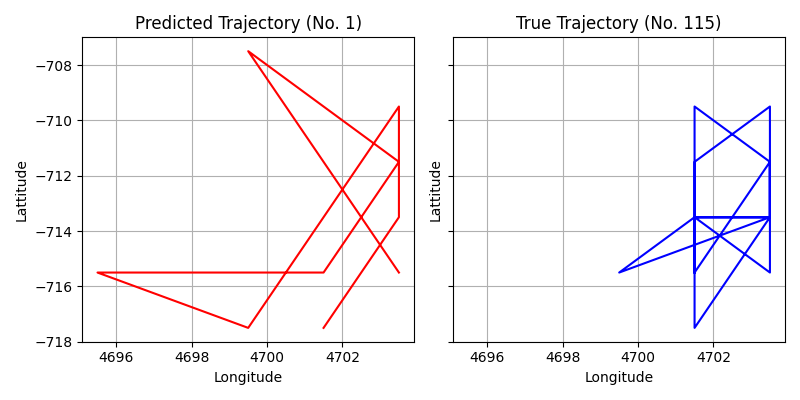 Predicted Trajectory (No. 1)
True Trajectory (No. 115)
Lattitude
−708
−710
−712
−714
−716
−718
4696
4698
4700
4702
Longitude
Lattitude
4696
4698
4700
4702
Longitude